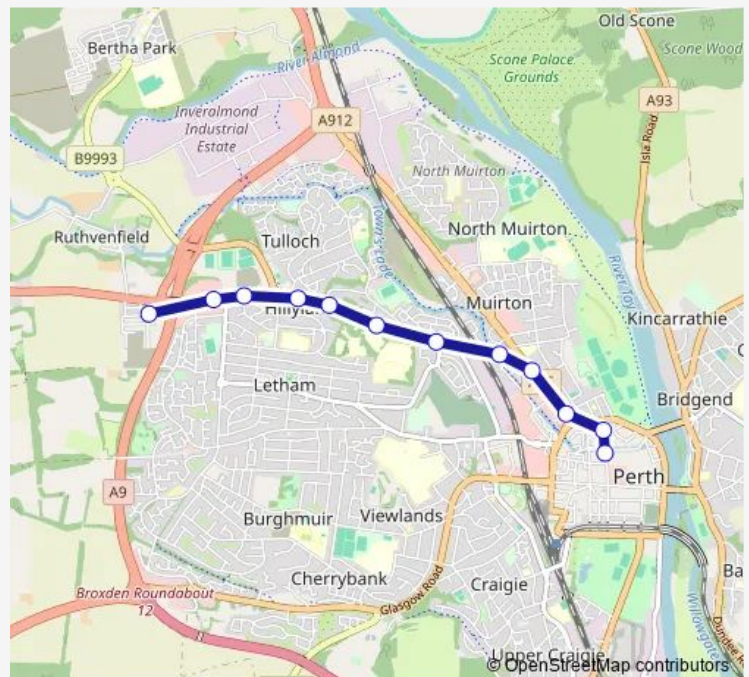 Old Scone
Bertha Park
River Almond
Scone Palace
Grounds
Scone Wood
A93
Inveralmond
Industrial
Estate
A912
Isla Road
B9993
North Muirton
Ruthvenfield
Tulloch
Town's Lade
North Muirton
River Tay
Muirton
Kincarrathie
Letham
Bridgend
Perth
A9
Burghmuir
Viewlands
Cherrybank
Craigie
Broxden Roundabout
12
Glasgow Road
Willowgate
Upper Craigie
© OpenStreetMap contributors